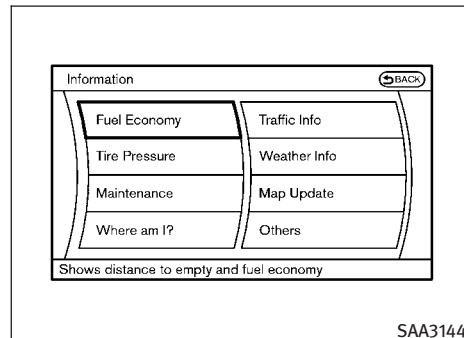 Information
BACK
Fuel Economy
Traffic Info
Tire Pressure
Weather Info
Maintenance
Map Update
Where am I?
Others
Shows distance to empty and fuel economy
SAA3144